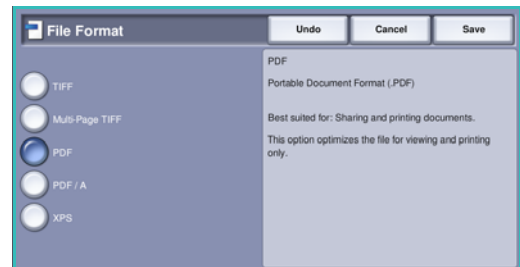 File Format
Undo
Cancel
Save
TIFF
Multi-Page TIFF
PDF
PDF / A
XPS
PDF
Portable Document Format (.PDF)
Best suited for: Sharing and printing documents.
This option optimizes the file for viewing and printing
only.